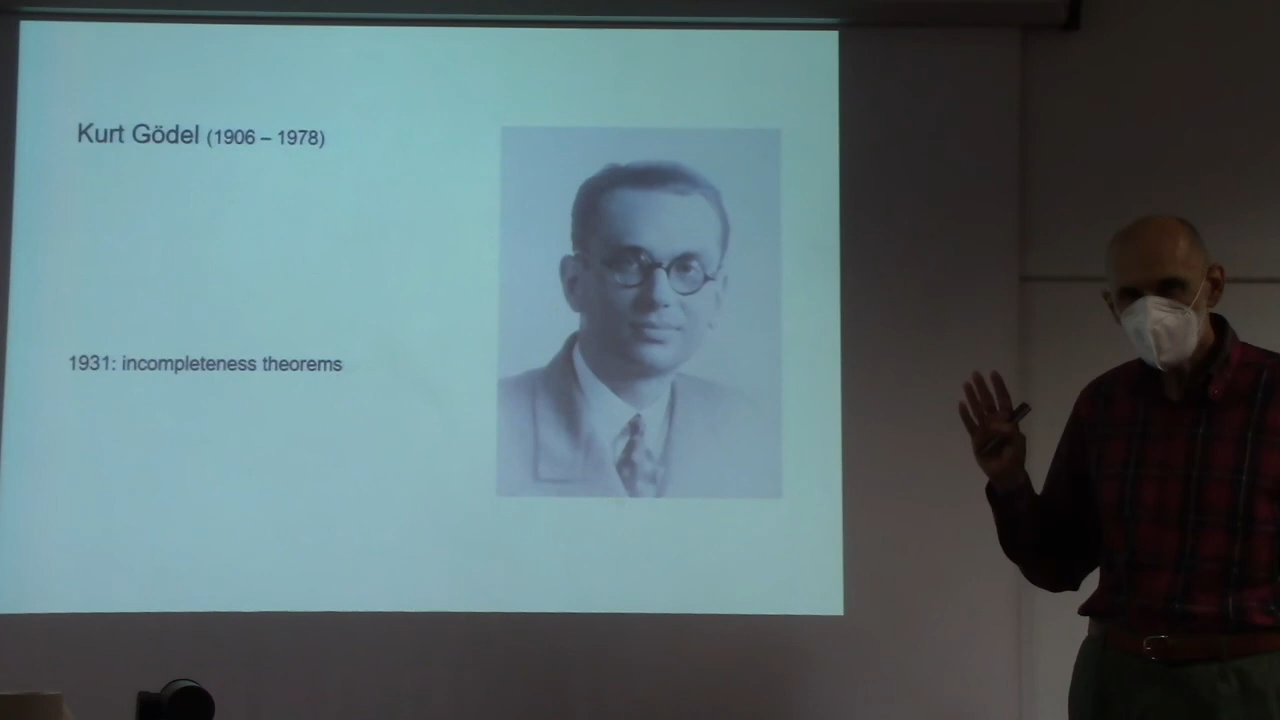 Kurt Gödel (1906 – 1978)
1931: incompleteness theorems